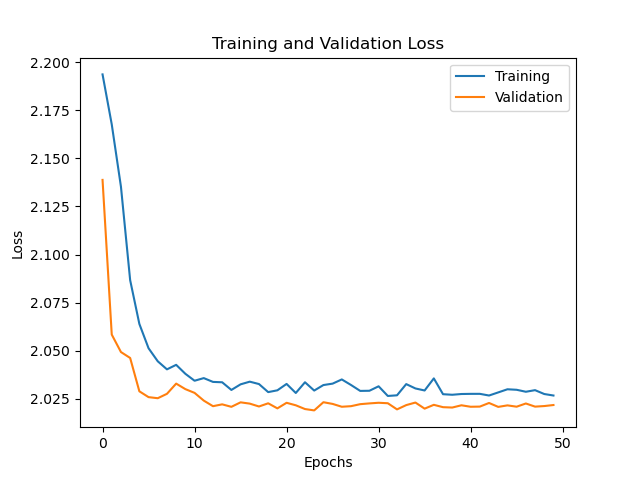 Training and Validation Loss
2.200
2.175
2.150
2.125
2.100
2.075
2.050
2.025
Loss
Training
Validation
0 10 20 30 40 50
Epochs